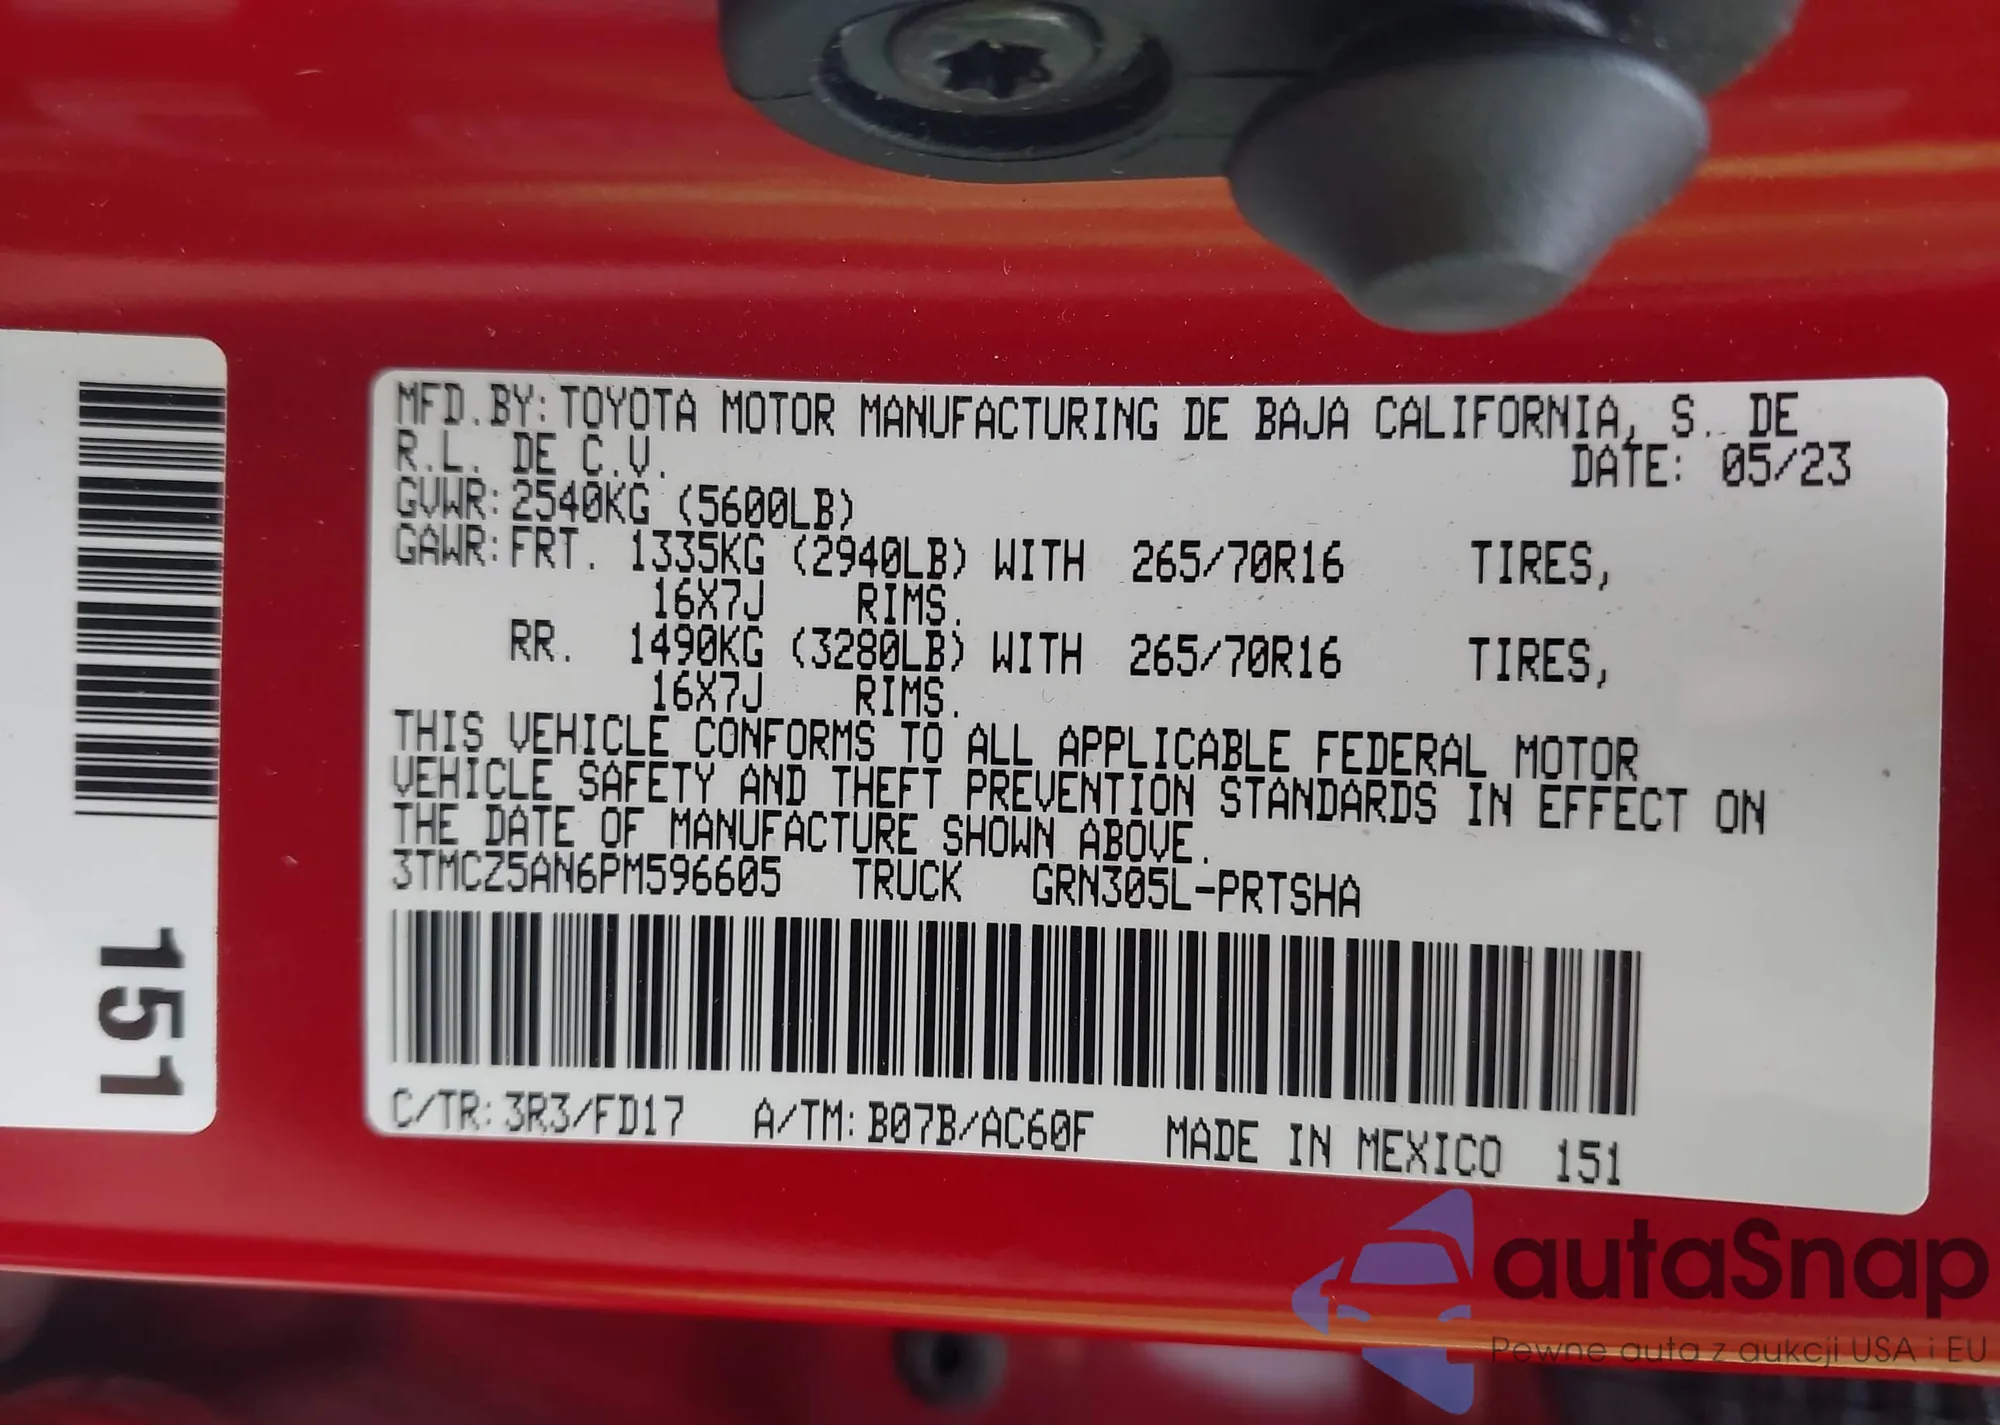 MFD.BY:TOYOTA MOTOR MANUFACTURING DE BAJA CALIFORNIA, S. DE
R.L. DE C.V.
DATE: 05/23
GVWR:2540KG (5600LB)
GAWR:FRT. 1335KG (2940LB) WITH 265/70R16 TIRES,
16X7J RIMS.
RR. 1490KG (3280LB) WITH 265/70R16 TIRES,
16X7J RIMS.
THIS VEHICLE CONFORMS TO ALL APPLICABLE FEDERAL MOTOR
VEHICLE SAFETY AND THEFT PREVENTION STANDARDS IN EFFECT ON
THE DATE OF MANUFACTURE SHOWN ABOVE.
3TMCZ5AN6PM596605 TRUCK GRN305L-PRTSHA
C/TR:3R3/FD17 A/TM:B07B/AC60F MADE IN MEXICO 151
151
autaSnap
Pewne auta z aukcji USA i EU